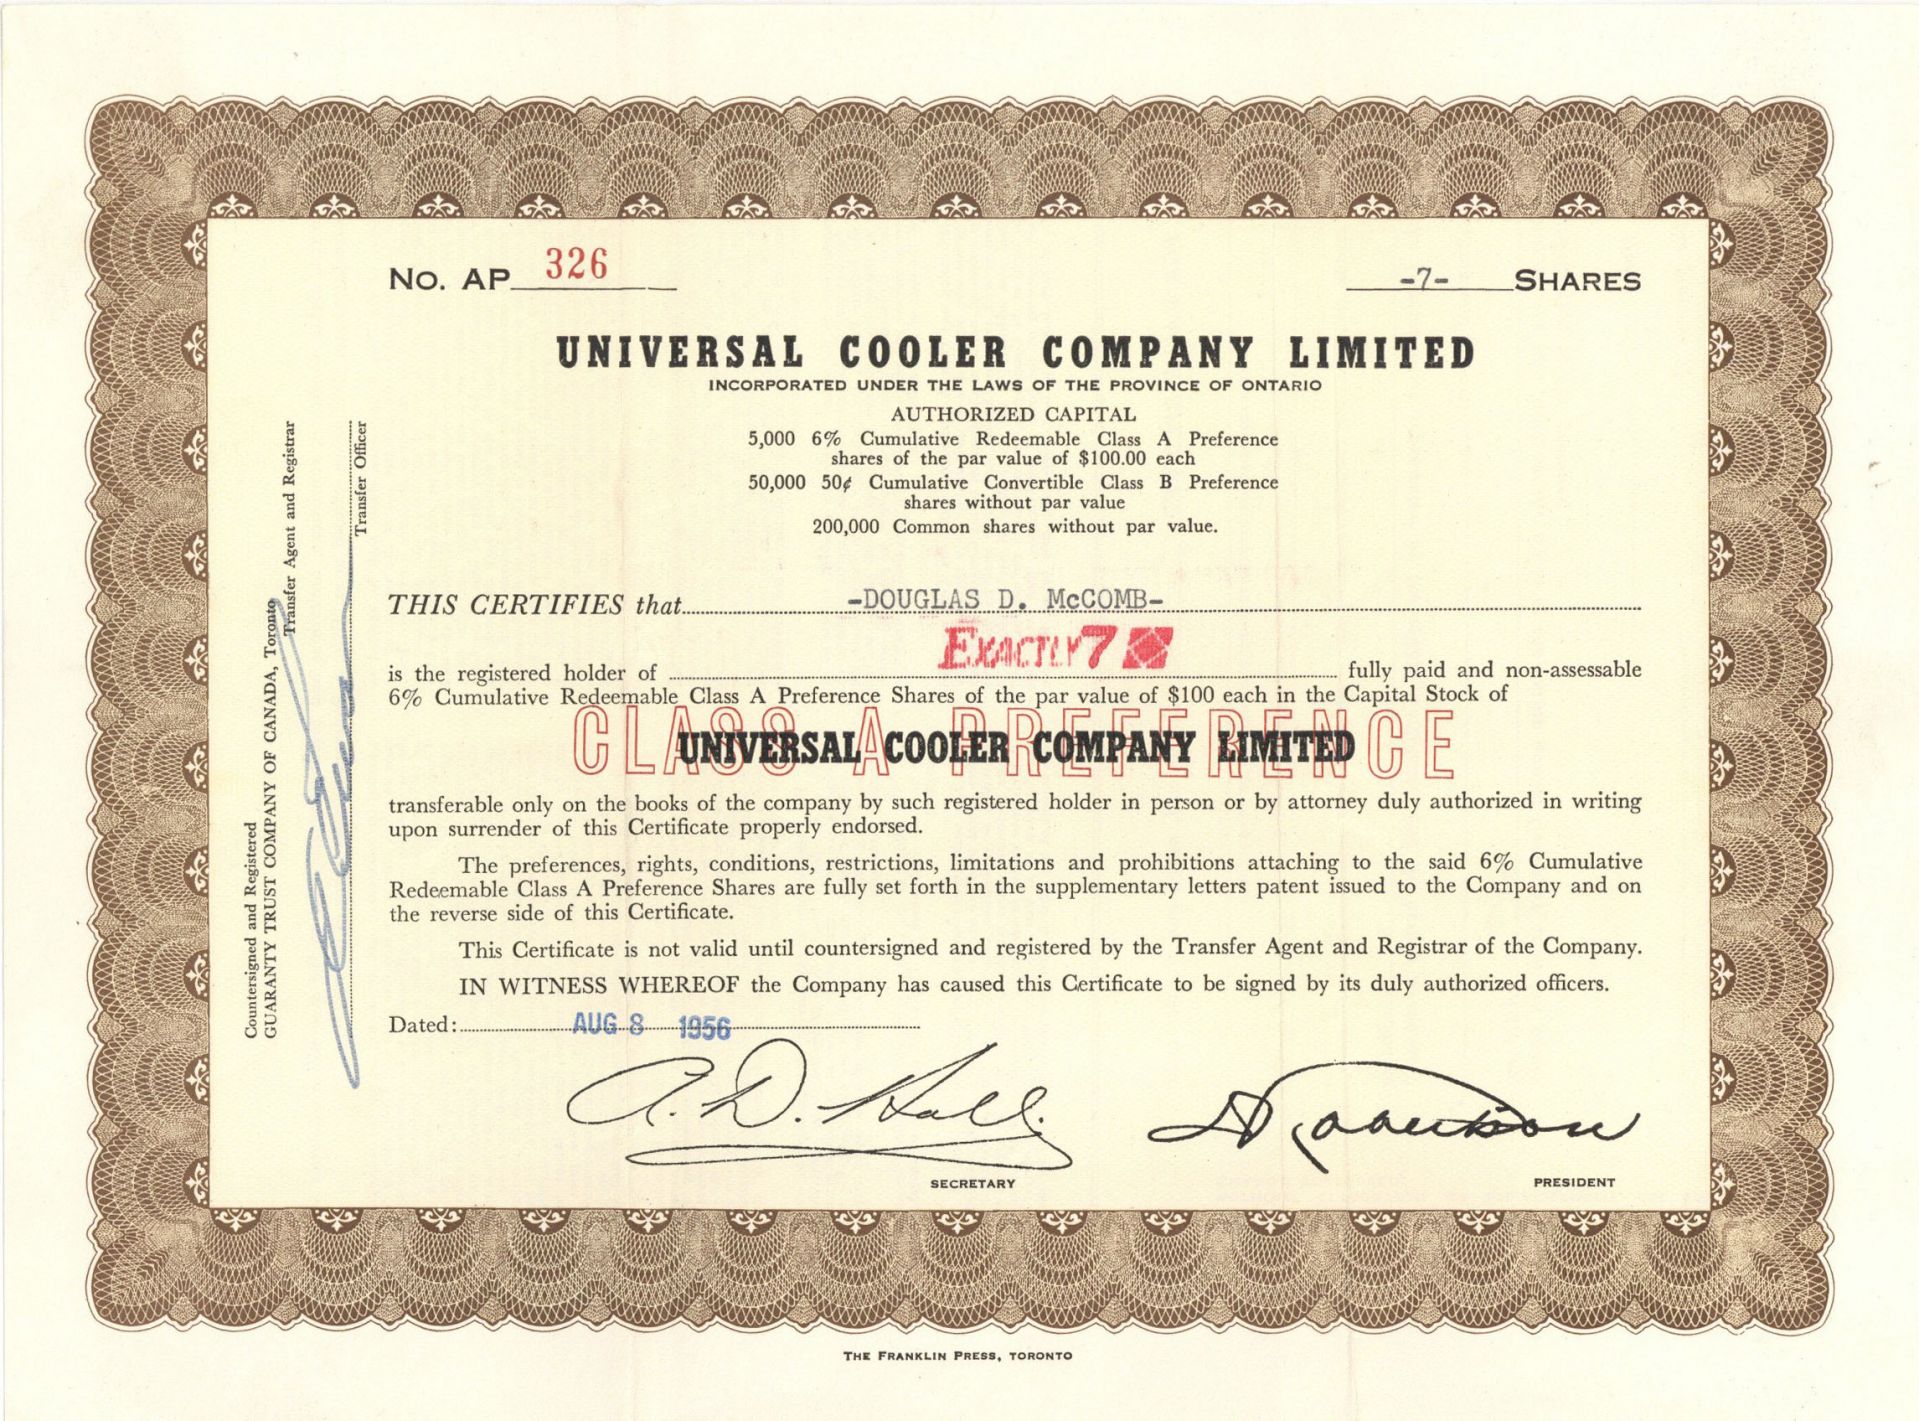 No. AP 326
-7- SHARES
UNIVERSAL COOLER COMPANY LIMITED
INCORPORATED UNDER THE LAWS OF THE PROVINCE OF ONTARIO
AUTHORIZED CAPITAL
5,000 6% Cumulative Redeemable Class A Preference
shares of the par value of $100.00 each
50,000 50¢ Cumulative Convertible Class B Preference
shares without par value
200,000 Common shares without par value.
THIS CERTIFIES that -DOUGLAS D. McCOMB-
EXACTLY 7
is the registered holder of fully paid and non-assessable
6% Cumulative Redeemable Class A Preference Shares of the par value of $100 each in the Capital Stock of
CLASS A PREFERENCE
UNIVERSAL COOLER COMPANY LIMITED
transferable only on the books of the company by such registered holder in person or by attorney duly authorized in writing
upon surrender of this Certificate properly endorsed.
The preferences, rights, conditions, restrictions, limitations and prohibitions attaching to the said 6% Cumulative
Redeemable Class A Preference Shares are fully set forth in the supplementary letters patent issued to the Company and on
the reverse side of this Certificate.
This Certificate is not valid until countersigned and registered by the Transfer Agent and Registrar of the Company.
IN WITNESS WHEREOF the Company has caused this Certificate to be signed by its duly authorized officers.
Dated: AUG 8 1956
A. D. Hall.
SECRETARY
PRESIDENT
Countersigned and Registered
GUARANTY TRUST COMPANY OF CANADA, Toronto
Transfer Agent and Registrar
Transfer Officer
THE FRANKLIN PRESS, TORONTO